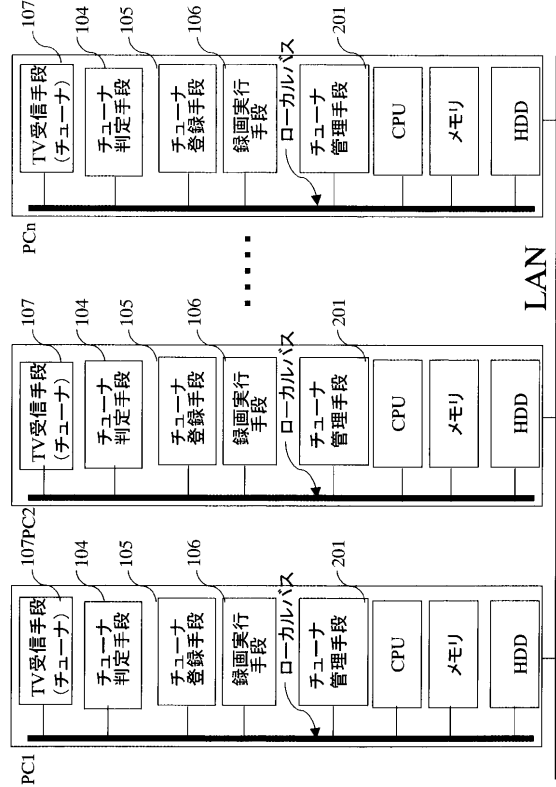 PC1
TV受信手段
(チューナ)
107
チューナ
判定手段
104
チューナ
登録手段
105
録画実行
手段
106
ローカルバス
チューナ
管理手段
201
CPU
メモリ
HDD
PC2
TV受信手段
(チューナ)
107
チューナ
判定手段
104
チューナ
登録手段
105
録画実行
手段
106
ローカルバス
チューナ
管理手段
201
CPU
メモリ
HDD
PCn
TV受信手段
(チューナ)
107
チューナ
判定手段
104
チューナ
登録手段
105
録画実行
手段
106
ローカルバス
チューナ
管理手段
201
CPU
メモリ
HDD
LAN